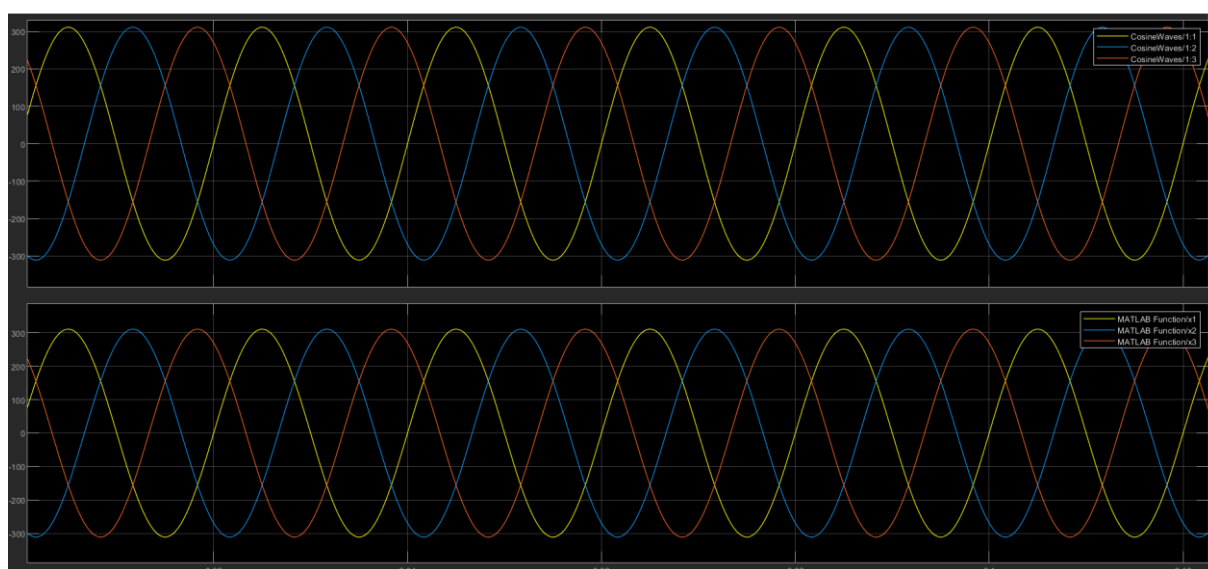 300
200
100
0
-100
-200
-300
CosineWaves/1:1
CosineWaves/1:2
CosineWaves/1:3
300
200
100
0
-100
-200
-300
MATLAB Function/x1
MATLAB Function/x2
MATLAB Function/x3